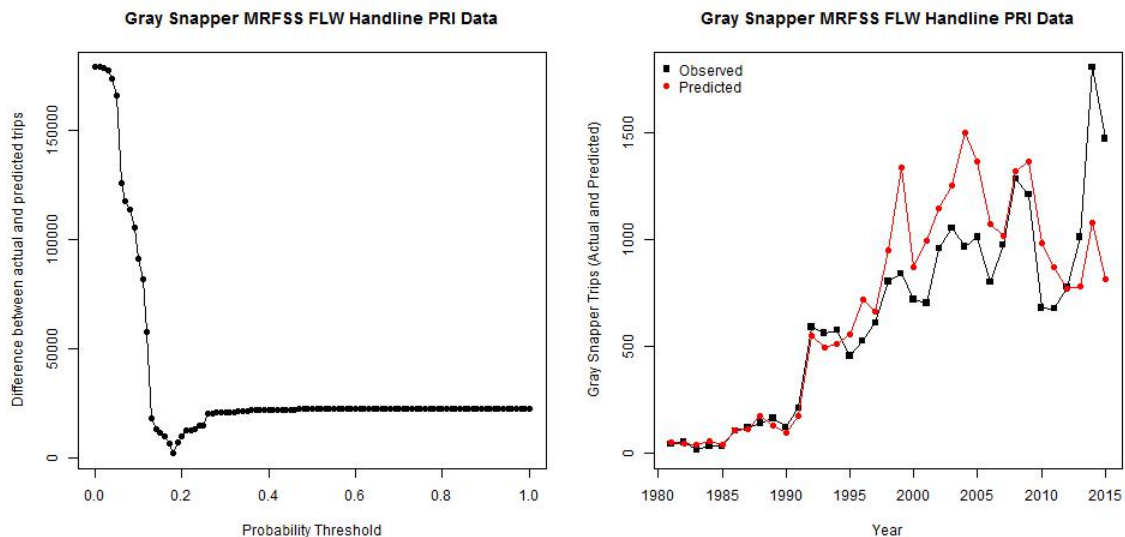 Gray Snapper MRFSS FLW Handline PRI Data
Difference between actual and predicted trips
150000
100000
50000
0
0.0 0.2 0.4 0.6 0.8 1.0
Probability Threshold
Gray Snapper MRFSS FLW Handline PRI Data
Observed
Predicted
Gray Snapper Trips (Actual and Predicted)
1500
1000
500
0
1980 1985 1990 1995 2000 2005 2010 2015
Year